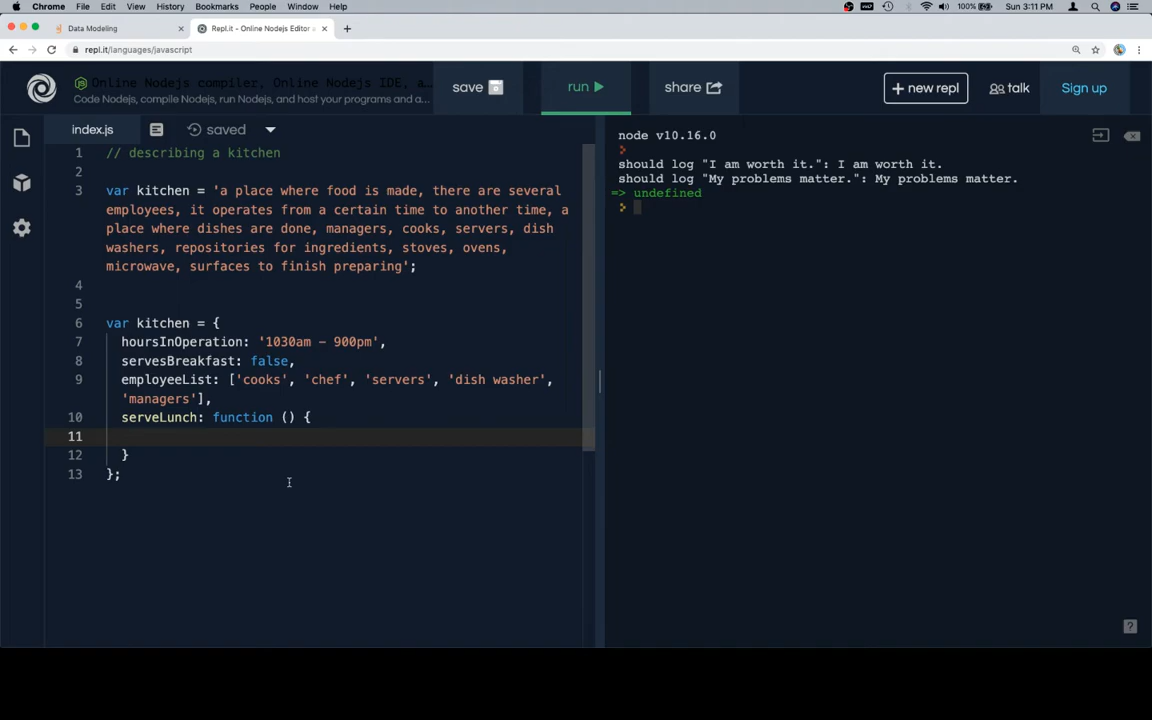 Chrome File Edit View History Bookmarks People Window Help 100% Sun 3:11 PM
Data Modeling
Repl.it - Online Nodejs Editor a
repl.it/languages/javascript
Online Nodejs compiler, Online Nodejs IDE, a...
Code Nodejs, compile Nodejs, run Nodejs, and host your programs and a...
save
run
share
+ new repl
talk
Sign up
index.js
saved
1 // describing a kitchen
2
3 var kitchen = 'a place where food is made, there are several
employees, it operates from a certain time to another time, a
place where dishes are done, managers, cooks, servers, dish
washers, repositories for ingredients, stoves, ovens,
microwave, surfaces to finish preparing';
4
5
6 var kitchen = {
7 hoursInOperation: '1030am - 900pm',
8 servesBreakfast: false,
9 employeeList: ['cooks', 'chef', 'servers', 'dish washer',
'managers'],
10 serveLunch: function () {
11
12 }
13 };
node v10.16.0
>
should log "I am worth it.": I am worth it.
should log "My problems matter.": My problems matter.
=> undefined
>
?